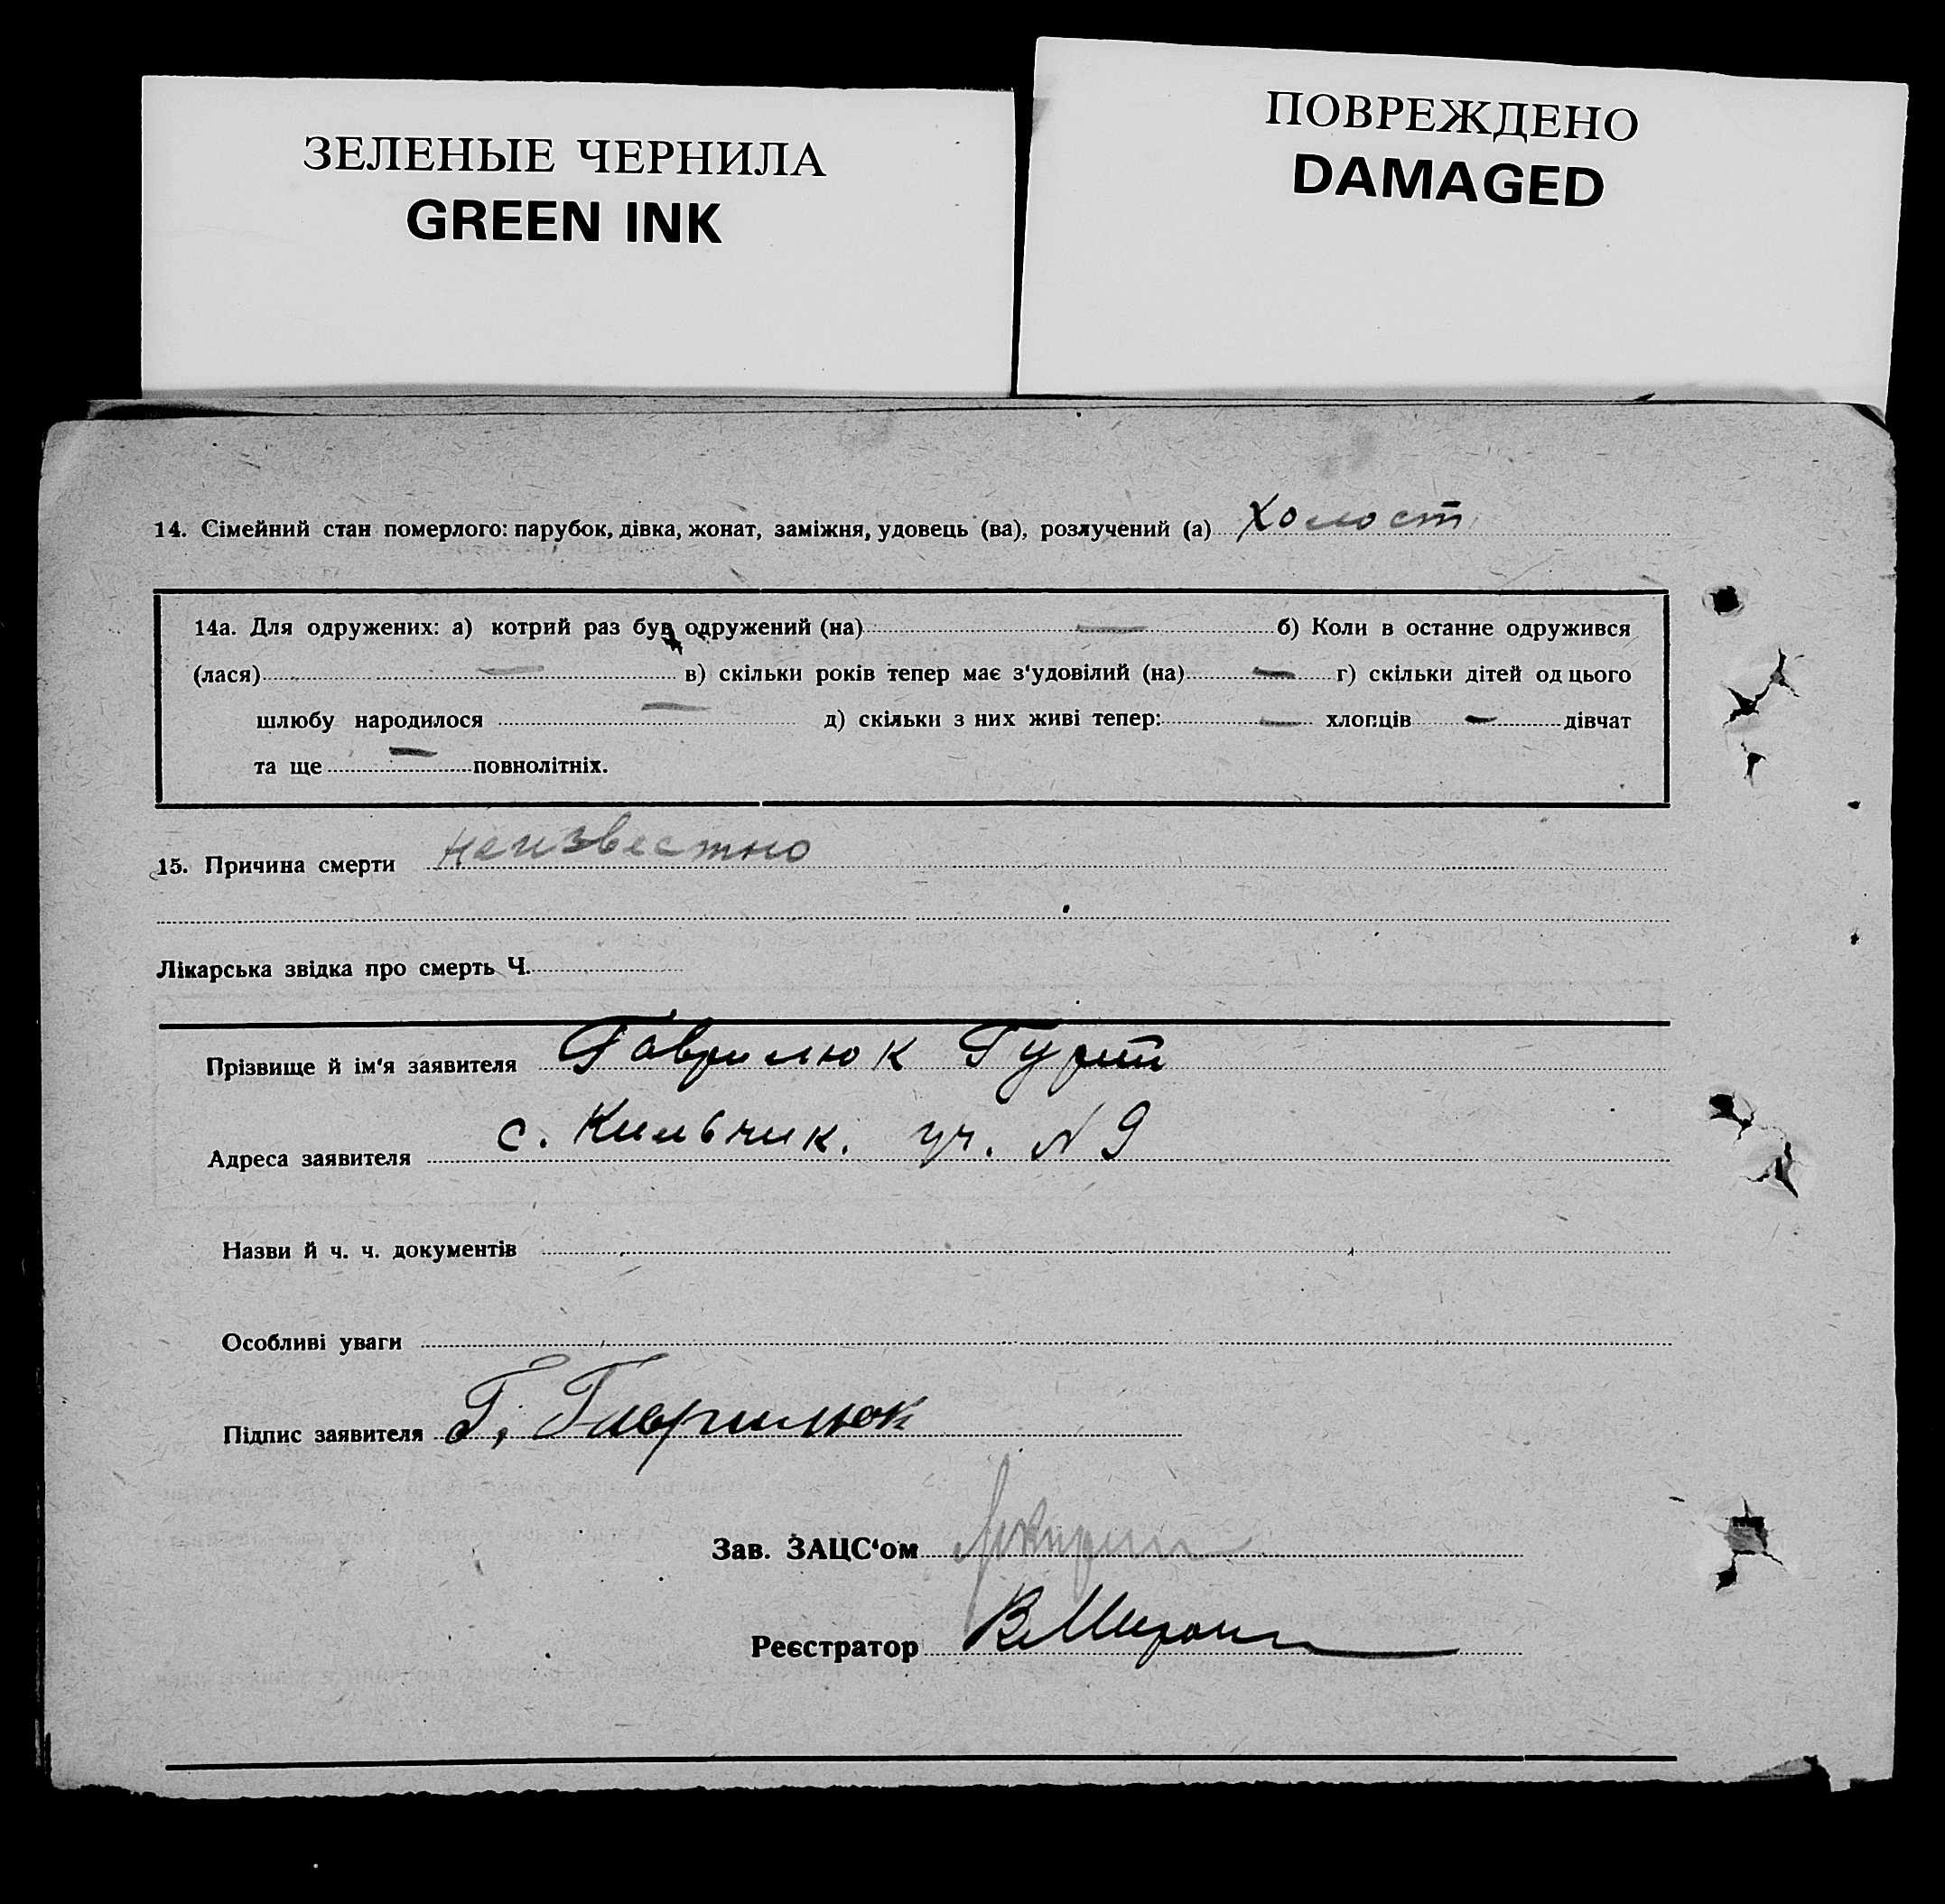 ЗЕЛЕНЫЕ ЧЕРНИЛА
GREEN INK
ПОВРЕЖДЕНО
DAMAGED
14. Сімейний стан померлого: парубок, дівка, жонат, заміжня, удовець (ва), розлучений (а) холост
14а. Для одружених: а) котрий раз був одружений (на) — б) Коли в останнє одружився
(лася) — в) скільки років тепер має з‘удовілий (на) — г) скільки дітей од цього
шлюбу народилося — д) скільки з них живі тепер: — хлопців — дівчат
та ще — повнолітніх.
15. Причина смерти неизвестно
Лікарська звідка про смерть Ч.
Прізвище й ім‘я заявителя Гаврилюк
Адреса заявителя с. Кильчик. уч. N 9
Назви й ч. ч. документів
Особливі уваги
Підпис заявителя Г. Гаврилюк
Зав. ЗАЦС‘ом
Реєстратор